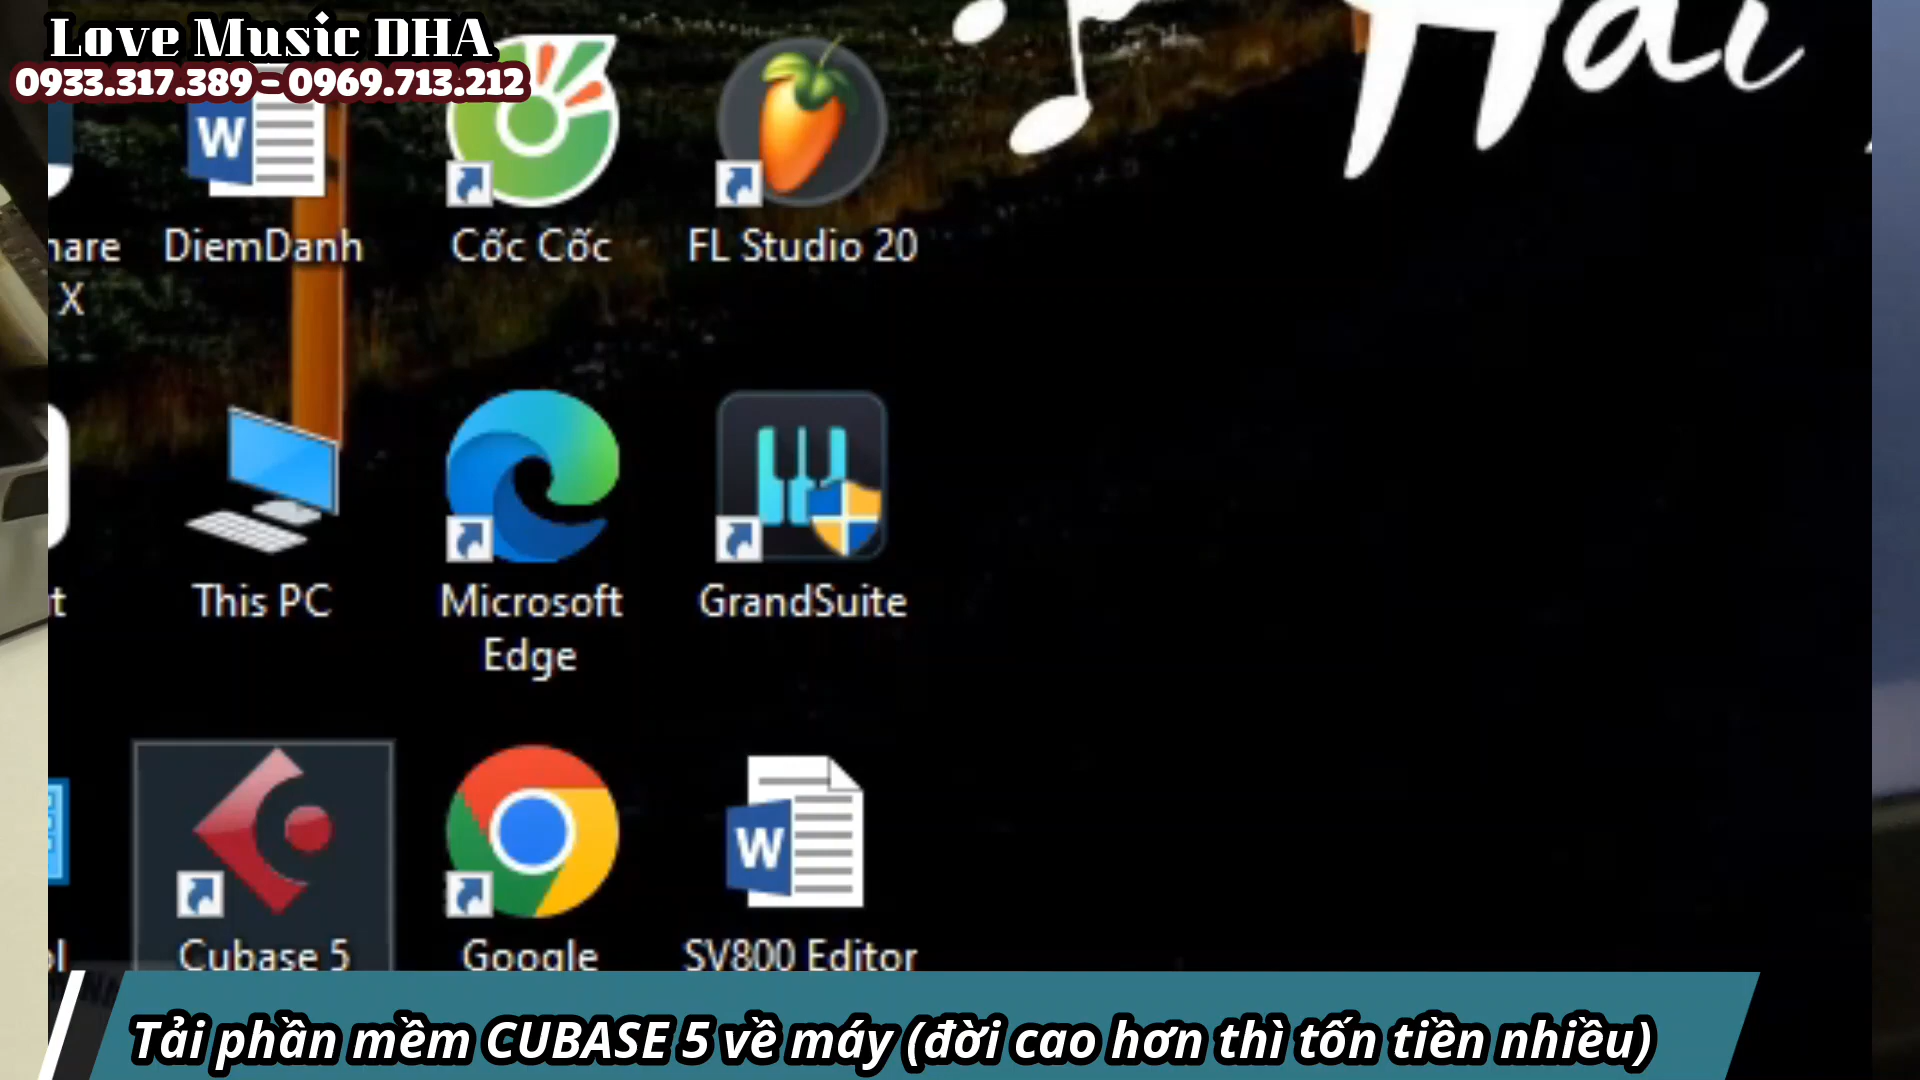 Love Music DHA
0933.317.389 - 0969.713.212
Hải
W
DiemDanh
Cốc Cốc
FL Studio 20
X
This PC
Microsoft
Edge
GrandSuite
W
Cubase 5
Google
SV800 Editor
Tải phần mềm CUBASE 5 về máy (đời cao hơn thì tốn tiền nhiều)